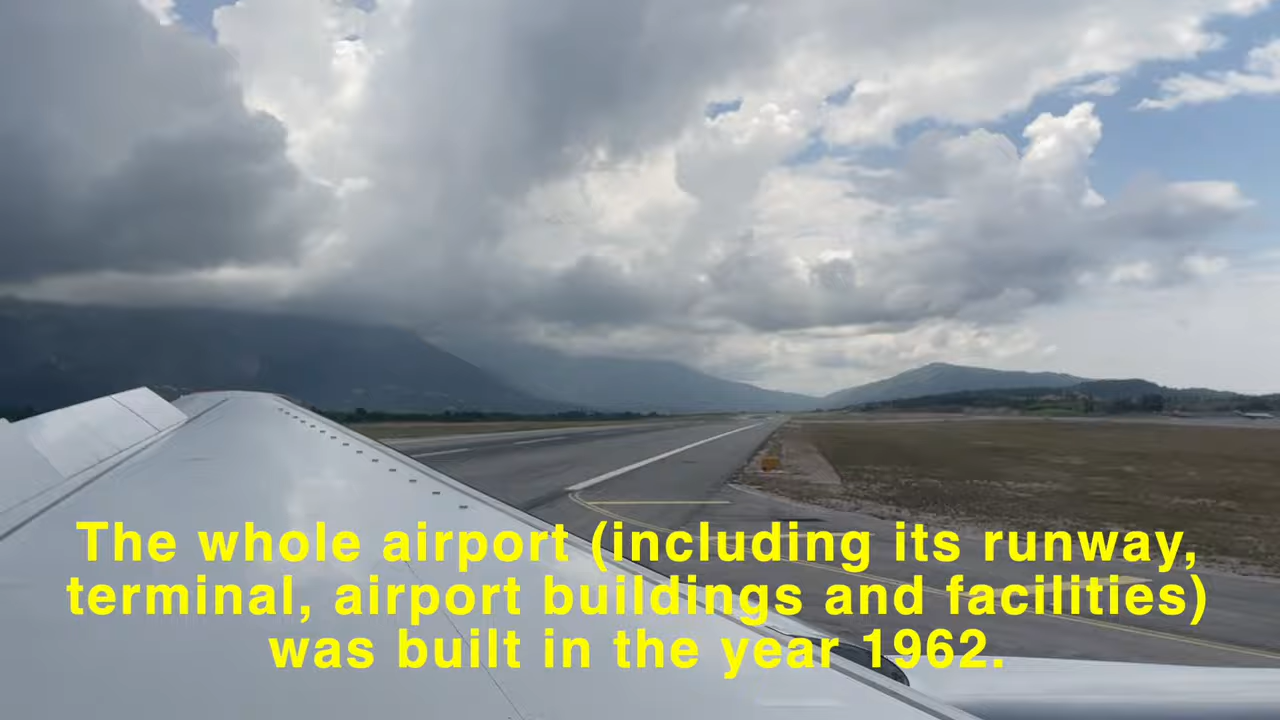 The whole airport (including its runway,
terminal, airport buildings and facilities)
was built in the year 1962.